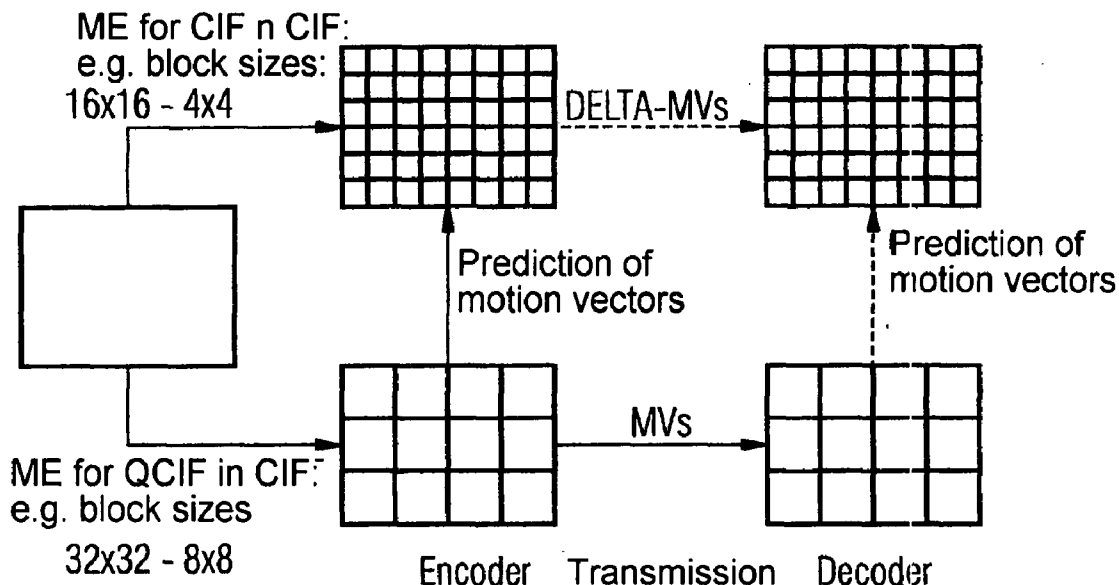 ME for CIF n CIF:
e.g. block sizes:
16x16 - 4x4
DELTA-MVs
Prediction of
motion vectors
Prediction of
motion vectors
MVs
ME for QCIF in CIF:
e.g. block sizes
32x32 - 8x8
Encoder Transmission Decoder